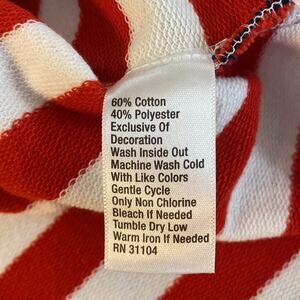 60% Cotton
40% Polyester
Exclusive Of
Decoration
Wash Inside Out
Machine Wash Cold
With Like Colors
Gentle Cycle
Only Non Chlorine
Bleach If Needed
Tumble Dry Low
Warm Iron If Needed
RN 31104